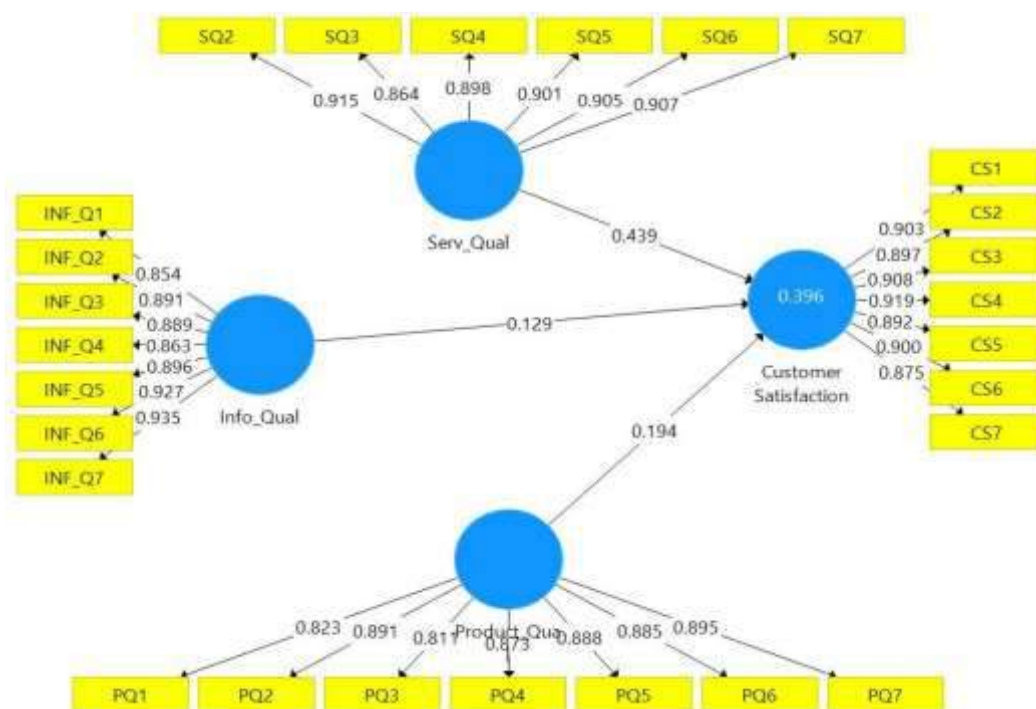 SQ2
SQ3
SQ4
SQ5
SQ6
SQ7
0.915
0.864
0.898
0.901
0.905
0.907
Serv_Qual
INF_Q1
INF_Q2
INF_Q3
INF_Q4
INF_Q5
INF_Q6
INF_Q7
0.854
0.891
0.889
0.863
0.896
0.927
0.935
Info_Qual
0.439
0.129
0.194
0.396
Customer
Satisfaction
0.903
0.897
0.908
0.919
0.892
0.900
0.875
CS1
CS2
CS3
CS4
CS5
CS6
CS7
Product_Qua
0.823
0.891
0.811
0.873
0.888
0.885
0.895
PQ1
PQ2
PQ3
PQ4
PQ5
PQ6
PQ7